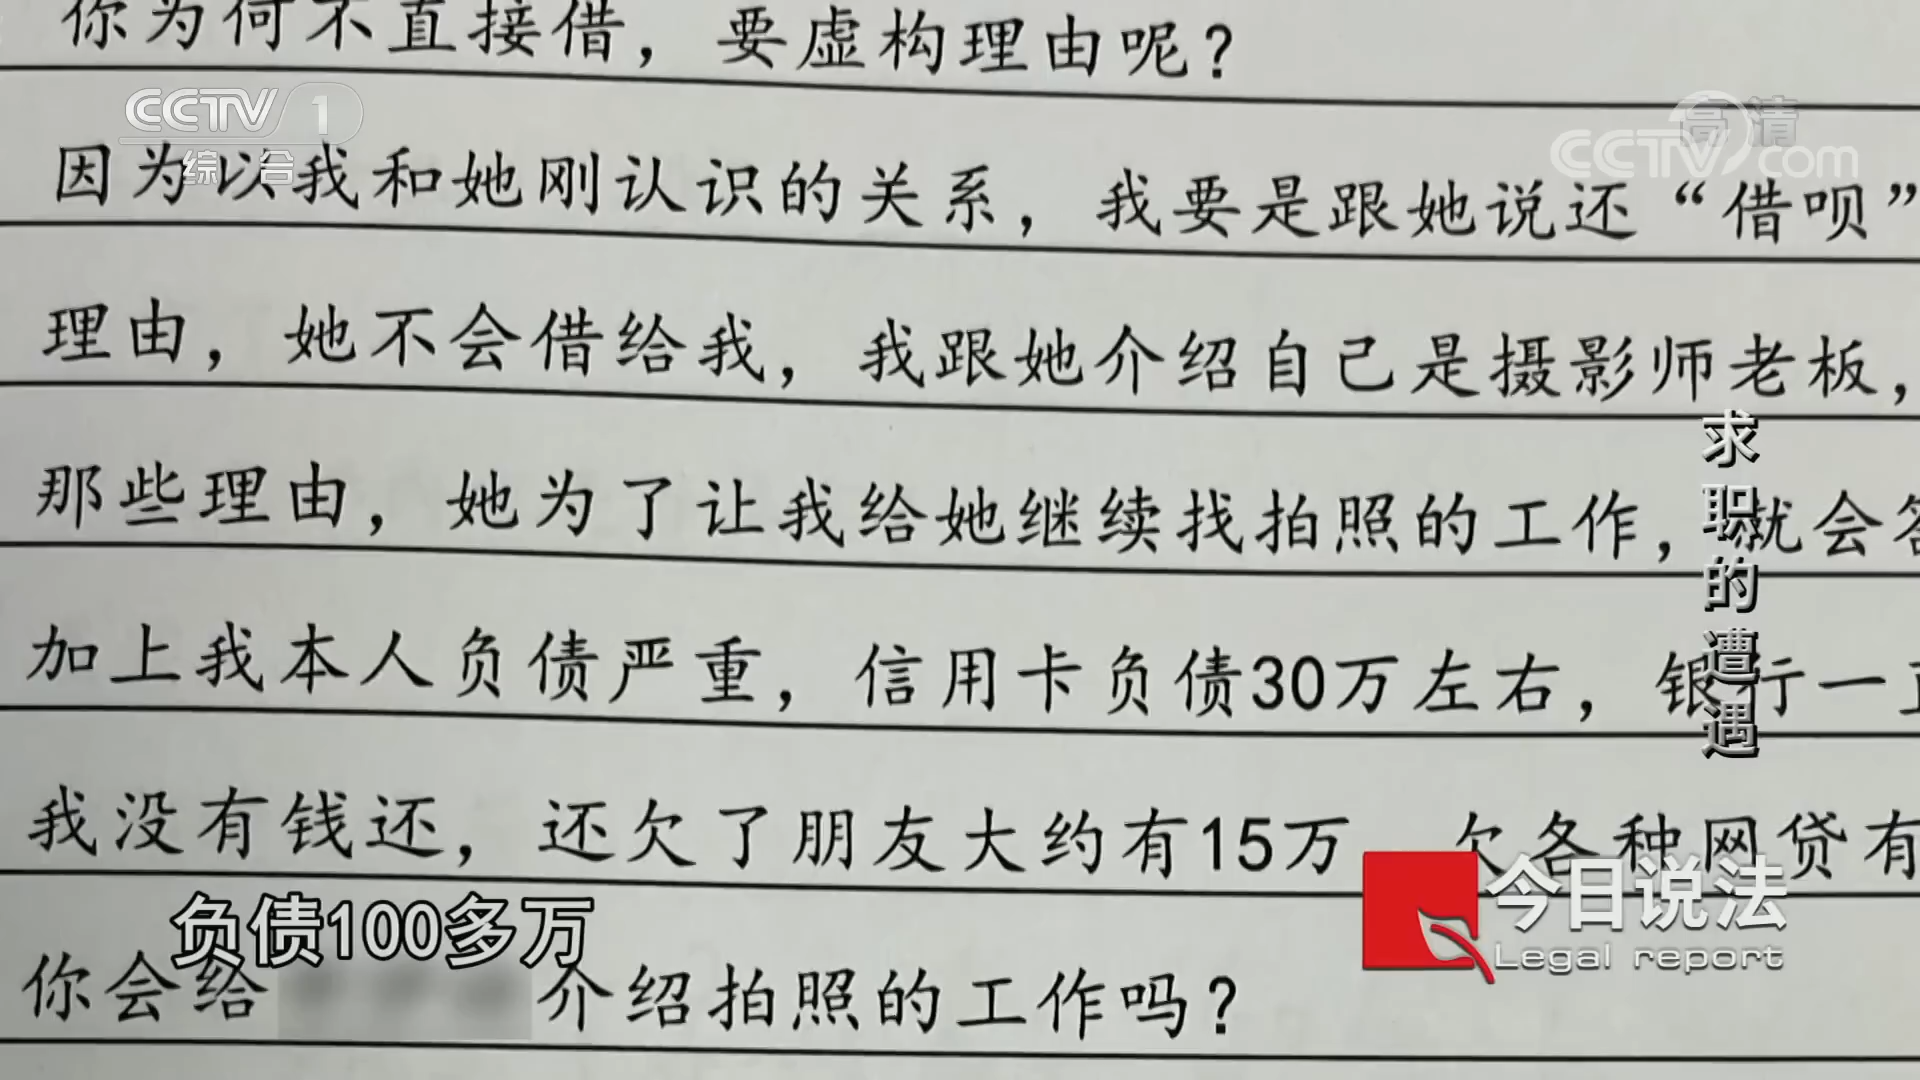 你为何不直接借，要虚构理由呢？
CCTV 1
综合
高清
CCTV.com
因为以我和她刚认识的关系，我要是跟她说还“借呗”
理由，她不会借给我，我跟她介绍自己是摄影师老板，
那些理由，她为了让我给她继续找拍照的工作，就会
加上我本人负债严重，信用卡负债30万左右，银行一
我没有钱还，还欠了朋友大约有15万 欠各种网贷有
你会给 介绍拍照的工作吗？
求职的遭遇
负债100多万
今日说法
Legal report